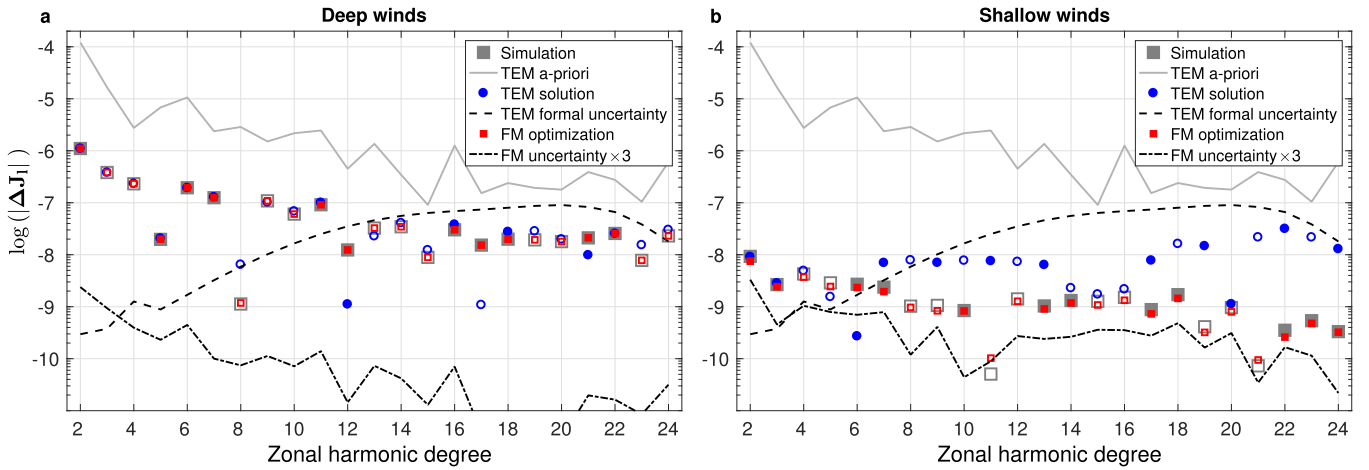 a
Deep winds
-4
-5
-6
-7
-8
-9
-10
log (|ΔJ₁| )
Simulation
TEM a-priori
TEM solution
TEM formal uncertainty
FM optimization
FM uncertainty×3
2 4 6 8 10 12 14 16 18 20 22 24
Zonal harmonic degree
b
Shallow winds
-4
-5
-6
-7
-8
-9
-10
Simulation
TEM a-priori
TEM solution
TEM formal uncertainty
FM optimization
FM uncertainty×3
2 4 6 8 10 12 14 16 18 20 22 24
Zonal harmonic degree